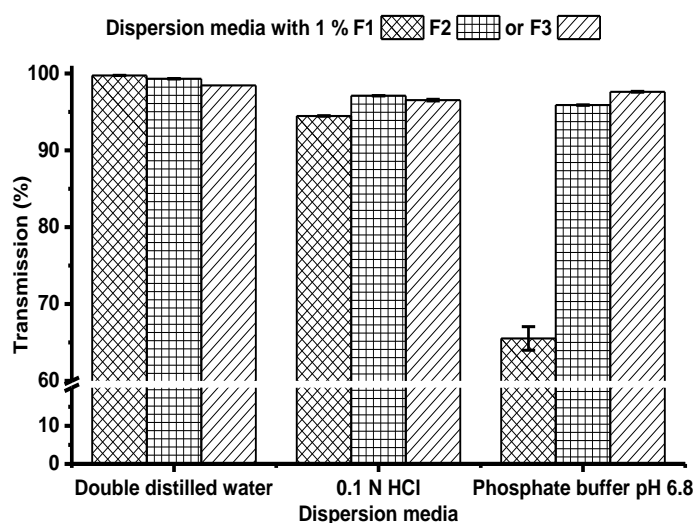 Dispersion media with 1 % F1 F2 or F3
Transmission (%)
100
90
80
70
60
10
0
Double distilled water 0.1 N HCl Phosphate buffer pH 6.8
Dispersion media